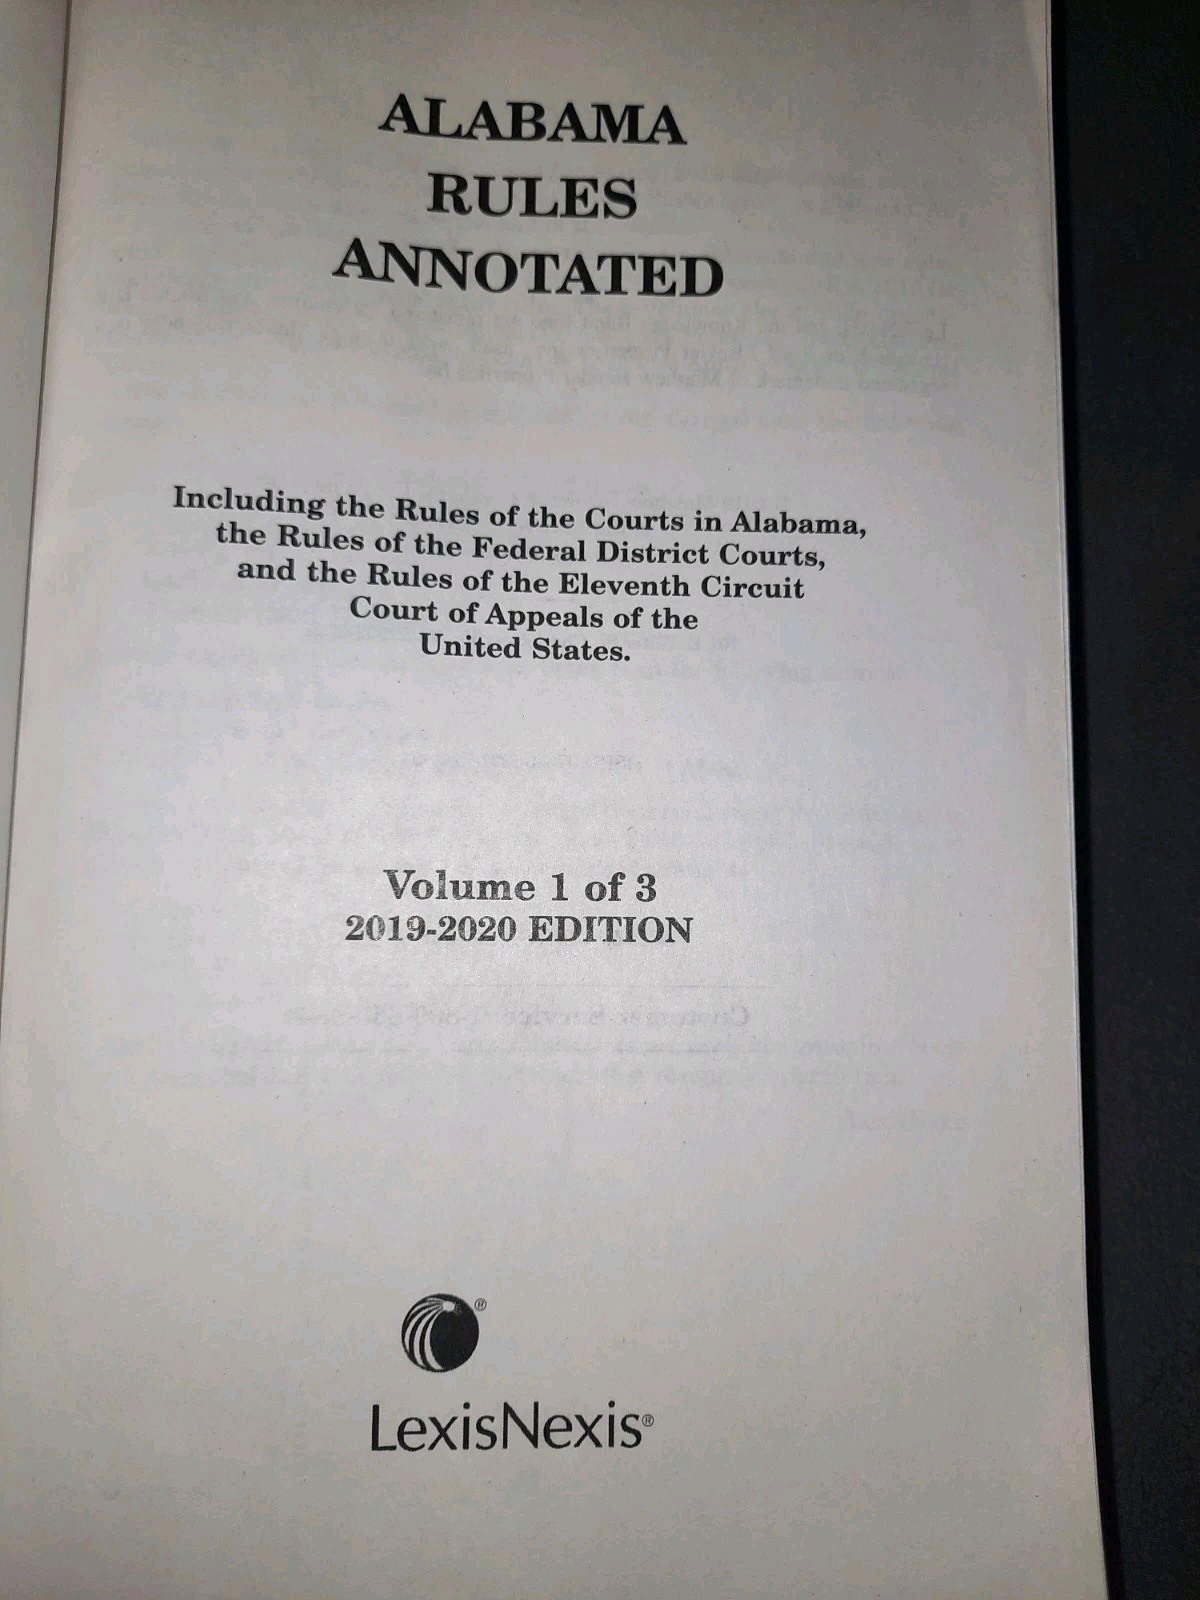 ALABAMA
RULES
ANNOTATED
Including the Rules of the Courts in Alabama,
the Rules of the Federal District Courts,
and the Rules of the Eleventh Circuit
Court of Appeals of the
United States.
Volume 1 of 3
2019-2020 EDITION
®
LexisNexis®